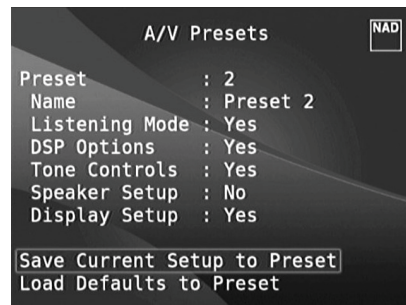 A/V Presets
NAD
Preset : 2
Name : Preset 2
Listening Mode : Yes
DSP Options : Yes
Tone Controls : Yes
Speaker Setup : No
Display Setup : Yes
Save Current Setup to Preset
Load Defaults to Preset